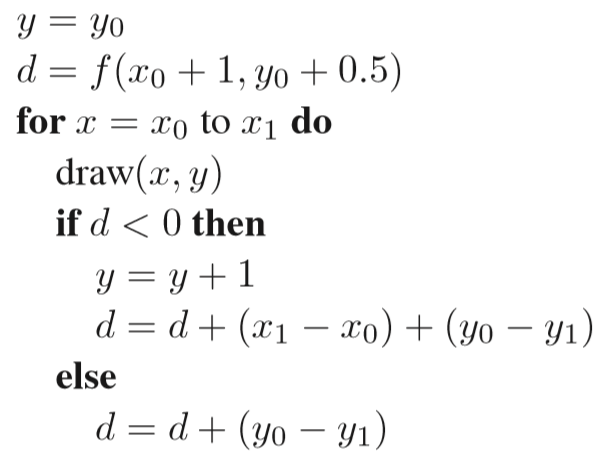 y = y₀
d = f(x₀ + 1, y₀ + 0.5)
for x = x₀ to x₁ do
draw(x, y)
if d < 0 then
y = y + 1
d = d + (x₁ − x₀) + (y₀ − y₁)
else
d = d + (y₀ − y₁)